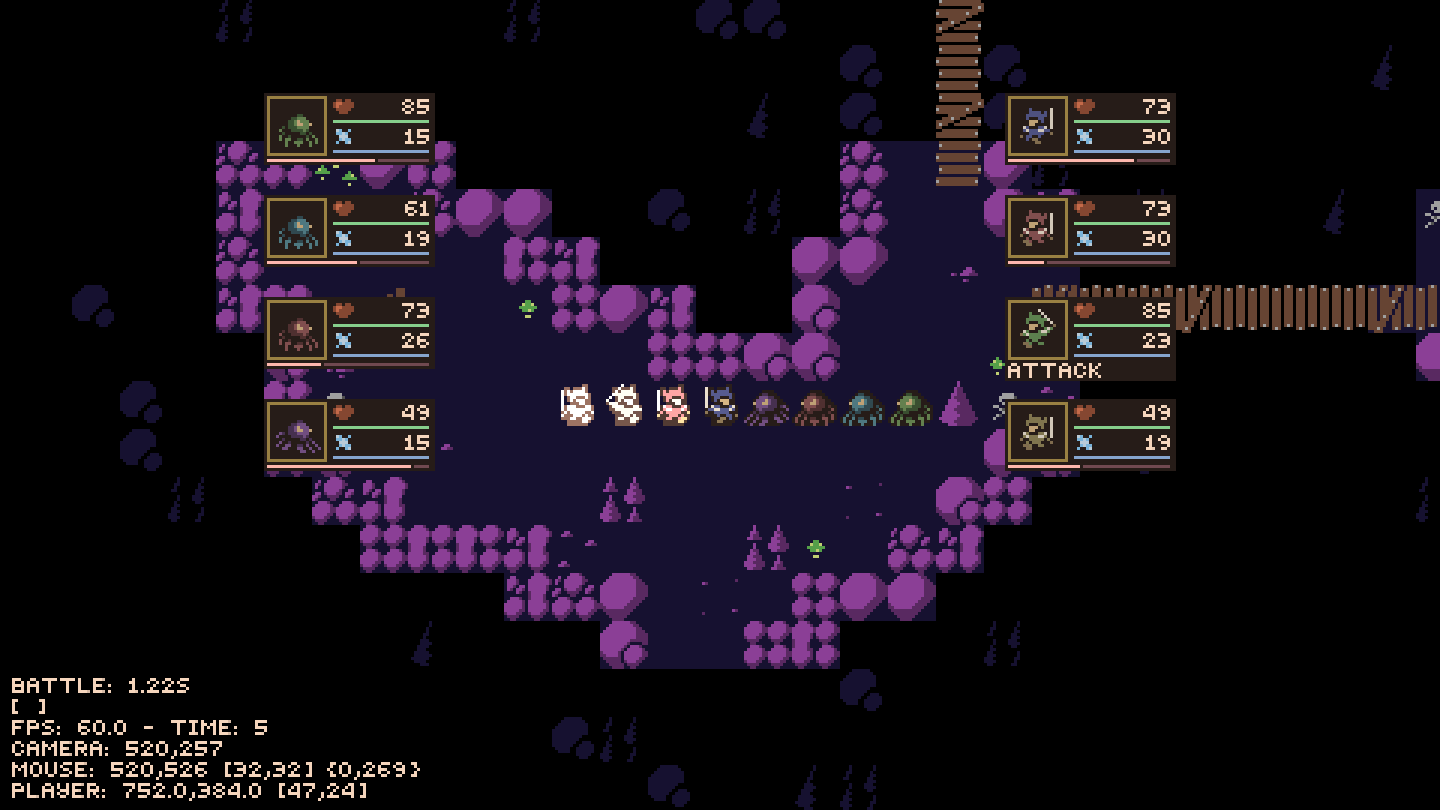 85
15
61
19
73
26
49
15
73
30
73
30
85
23
ATTACK
49
19
BATTLE: 1.22S
[ ]
FPS: 60.0 - TIME: 5
CAMERA: 520,257
MOUSE: 520,526 [32,32] {0,269}
PLAYER: 752.0,384.0 [47,24]